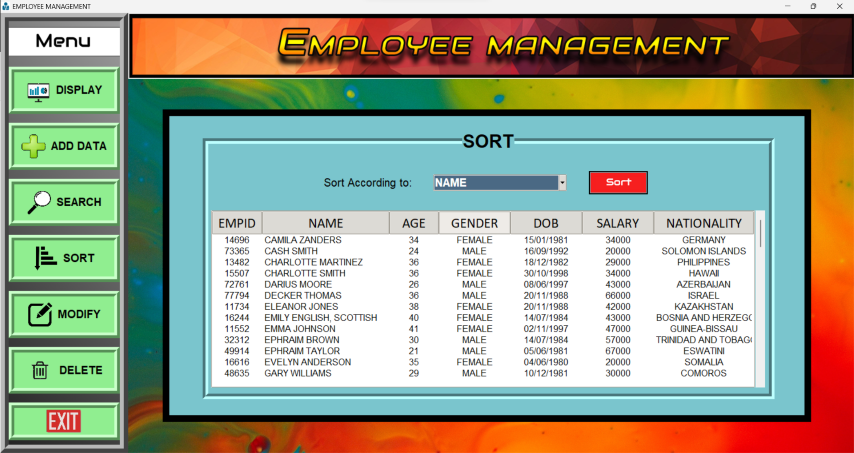 EMPLOYEE MANAGEMENT
Menu
EMPLOYEE MANAGEMENT
DISPLAY
ADD DATA
SEARCH
SORT
MODIFY
DELETE
EXIT
SORT
Sort According to: NAME Sort
EMPID NAME AGE GENDER DOB SALARY NATIONALITY
14696 CAMILA ZANDERS 34 FEMALE 15/01/1981 34000 GERMANY
73365 CASH SMITH 24 MALE 16/09/1992 20000 SOLOMON ISLANDS
13482 CHARLOTTE MARTINEZ 36 FEMALE 18/12/1982 29000 PHILIPPINES
15507 CHARLOTTE SMITH 36 FEMALE 30/10/1998 34000 HAWAII
72761 DARIUS MOORE 26 MALE 08/06/1997 43000 AZERBAIJAN
77794 DECKER THOMAS 36 MALE 20/11/1988 66000 ISRAEL
11734 ELEANOR JONES 38 FEMALE 20/11/1988 42000 KAZAKHSTAN
16244 EMILY ENGLISH, SCOTTISH 40 FEMALE 14/07/1984 43000 BOSNIA AND HERZEGO
11552 EMMA JOHNSON 41 FEMALE 02/11/1997 47000 GUINEA-BISSAU
32312 EPHRAIM BROWN 30 MALE 14/07/1984 57000 TRINIDAD AND TOBAG
49914 EPHRAIM TAYLOR 21 MALE 05/06/1981 67000 ESWATINI
16616 EVELYN ANDERSON 35 FEMALE 04/06/1980 20000 SOMALIA
48635 GARY WILLIAMS 29 MALE 10/12/1981 30000 COMOROS